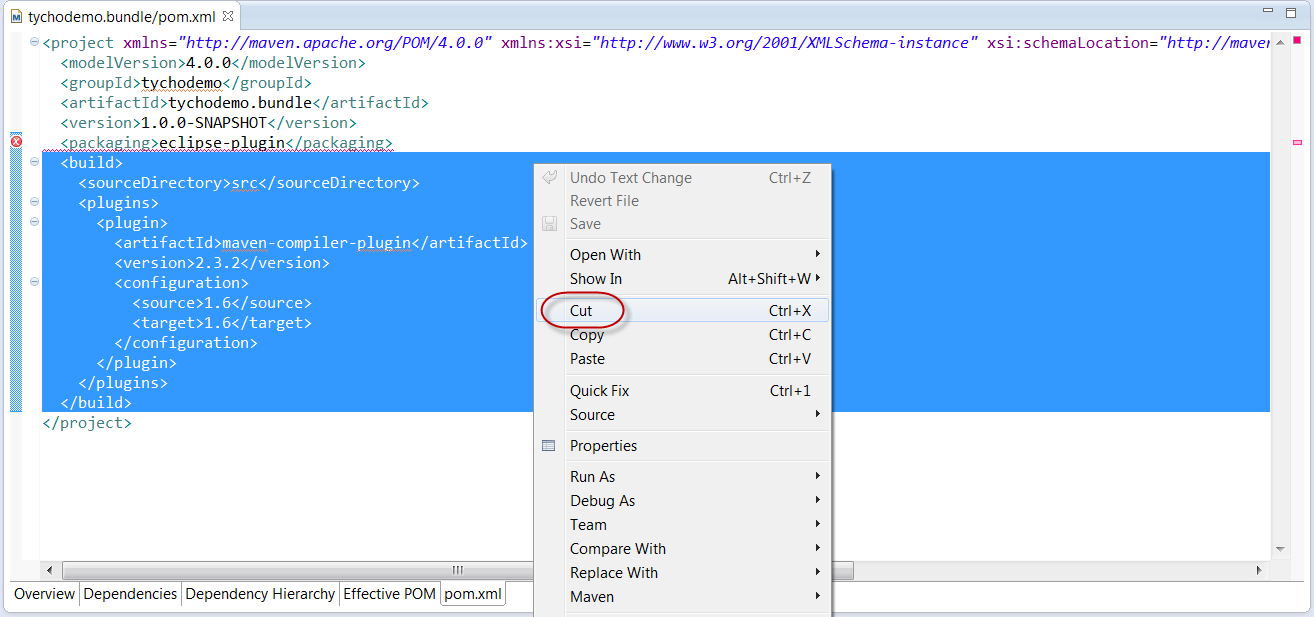 tychodemo.bundle/pom.xml
<project xmlns="http://maven.apache.org/POM/4.0.0" xmlns:xsi="http://www.w3.org/2001/XMLSchema-instance" xsi:schemaLocation="http://maven
<modelVersion>4.0.0</modelVersion>
<groupId>tychodemo</groupId>
<artifactId>tychodemo.bundle</artifactId>
<version>1.0.0-SNAPSHOT</version>
<packaging>eclipse-plugin</packaging>
<build>
<sourceDirectory>src</sourceDirectory>
<plugins>
<plugin>
<artifactId>maven-compiler-plugin</artifactId>
<version>2.3.2</version>
<configuration>
<source>1.6</source>
<target>1.6</target>
</configuration>
</plugin>
</plugins>
</build>
</project>
Undo Text Change Ctrl+Z
Revert File
Save
Open With
Show In Alt+Shift+W
Cut Ctrl+X
Copy Ctrl+C
Paste Ctrl+V
Quick Fix Ctrl+1
Source
Properties
Run As
Debug As
Team
Compare With
Replace With
Maven
Overview Dependencies Dependency Hierarchy Effective POM pom.xml